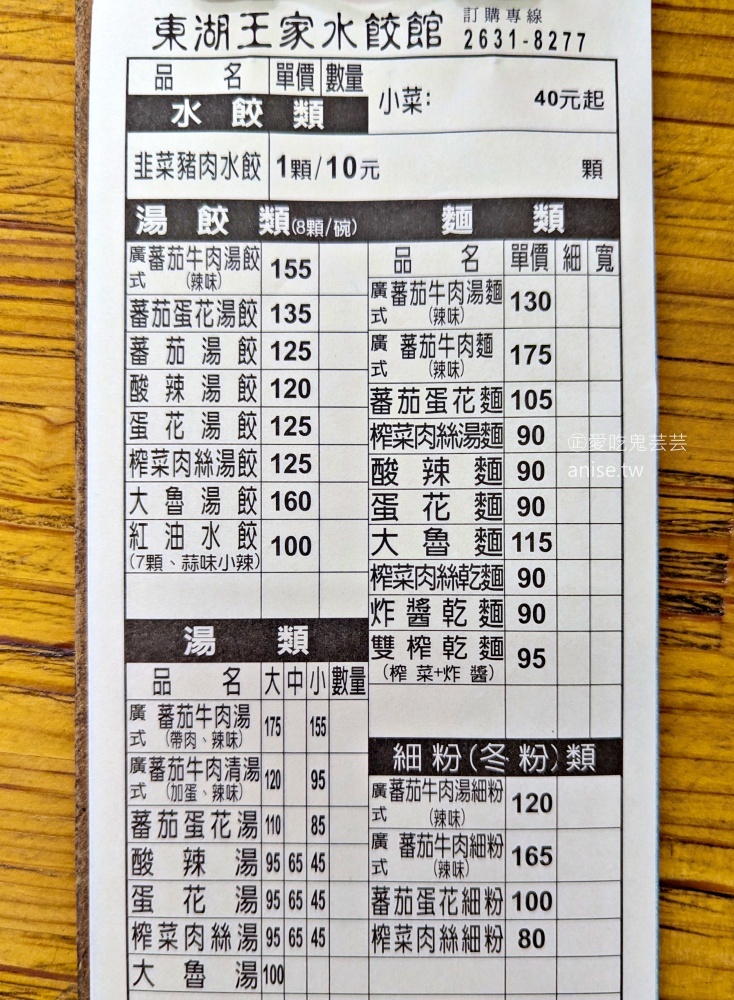 東湖王家水餃館
訂購專線
2631-8277
品名 單價 數量
小菜: 40元起
水餃類
韭菜豬肉水餃 1顆/10元 顆
湯餃類(8顆/碗)
廣式 蕃茄牛肉湯餃 (辣味) 155
蕃茄蛋花湯餃 135
蕃茄湯餃 125
酸辣湯餃 120
蛋花湯餃 125
榨菜肉絲湯餃 125
大魯湯餃 160
紅油水餃 100
(7顆、蒜味小辣)
湯類
品名 大 中 小 數量
廣式 蕃茄牛肉湯 175 155
(帶肉、辣味)
廣式 蕃茄牛肉清湯 120 95
(加蛋、辣味)
蕃茄蛋花湯 110 85
酸辣湯 95 65 45
蛋花湯 95 65 45
榨菜肉絲湯 95 65 45
大魯湯 100
麵類
品名 單價 細 寬
廣式 蕃茄牛肉湯麵 (辣味) 130
廣式 蕃茄牛肉麵 (辣味) 175
蕃茄蛋花麵 105
榨菜肉絲湯麵 90
酸辣麵 90
蛋花麵 90
大魯麵 115
榨菜肉絲乾麵 90
炸醬乾麵 90
雙榨乾麵 95
(榨菜+炸醬)
細粉(冬粉)類
廣式 蕃茄牛肉湯細粉 (辣味) 120
廣式 蕃茄牛肉細粉 (辣味) 165
蕃茄蛋花細粉 100
榨菜肉絲細粉 80
㊣愛吃鬼芸芸
anise.tw